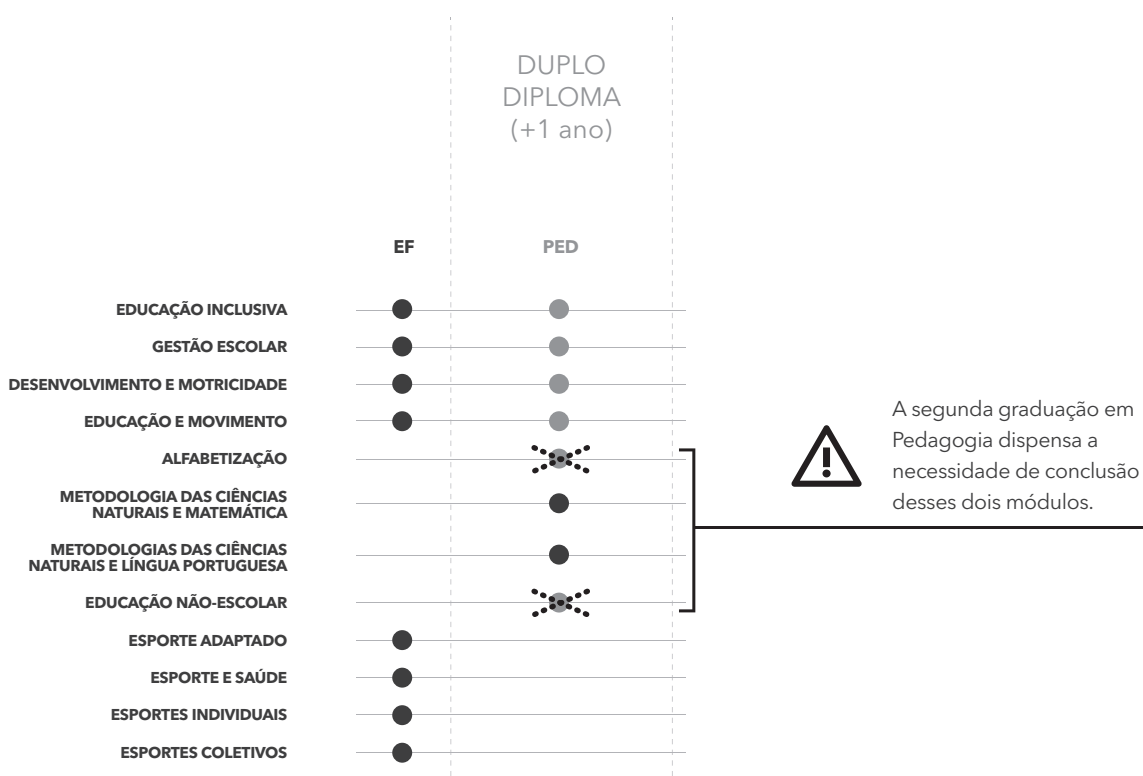 DUPLO
DIPLOMA
(+1 ano)
EF
PED
EDUCAÇÃO INCLUSIVA
GESTÃO ESCOLAR
DESENVOLVIMENTO E MOTRICIDADE
EDUCAÇÃO E MOVIMENTO
ALFABETIZAÇÃO
METODOLOGIA DAS CIÊNCIAS
NATURAIS E MATEMÁTICA
METODOLOGIAS DAS CIÊNCIAS
NATURAIS E LÍNGUA PORTUGUESA
EDUCAÇÃO NÃO-ESCOLAR
ESPORTE ADAPTADO
ESPORTE E SAÚDE
ESPORTES INDIVIDUAIS
ESPORTES COLETIVOS
A segunda graduação em
Pedagogia dispensa a
necessidade de conclusão
desses dois módulos.